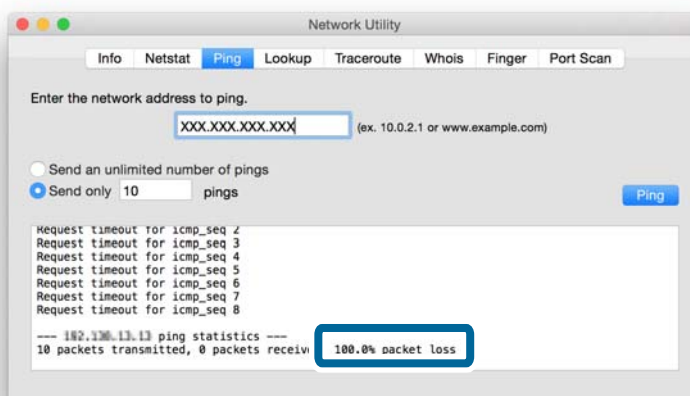 Network Utility
Info Netstat Ping Lookup Traceroute Whois Finger Port Scan
Enter the network address to ping.
XXX.XXX.XXX.XXX (ex. 10.0.2.1 or www.example.com)
Send an unlimited number of pings
Send only 10 pings
Ping
Request timeout for icmp_seq 2
Request timeout for icmp_seq 3
Request timeout for icmp_seq 4
Request timeout for icmp_seq 5
Request timeout for icmp_seq 6
Request timeout for icmp_seq 7
Request timeout for icmp_seq 8
--- ping statistics ---
10 packets transmitted, 0 packets receive 100.0% packet loss